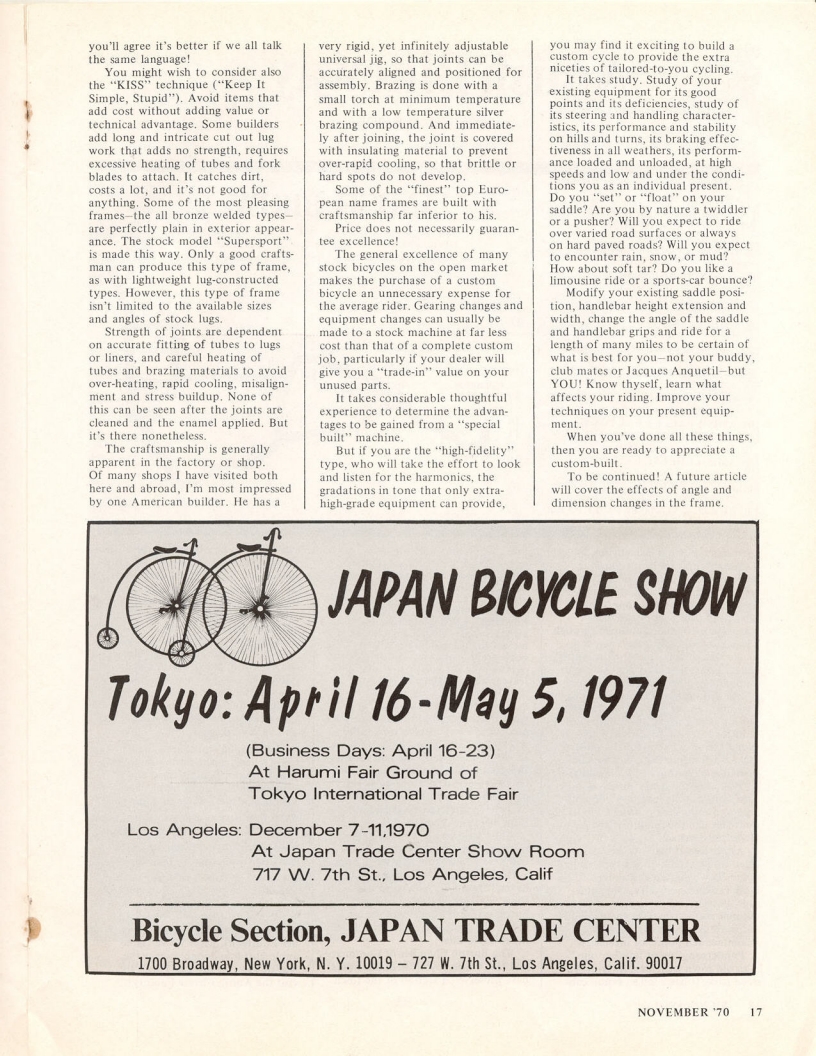 you'll agree it's better if we all talk
the same language!
You might wish to consider also
the "KISS" technique ("Keep It
Simple, Stupid"). Avoid items that
add cost without adding value or
technical advantage. Some builders
add long and intricate cut out lug
work that adds no strength, requires
excessive heating of tubes and fork
blades to attach. It catches dirt,
costs a lot, and it's not good for
anything. Some of the most pleasing
frames—the all bronze welded types—
are perfectly plain in exterior appear-
ance. The stock model "Supersport"
is made this way. Only a good crafts-
man can produce this type of frame,
as with lightweight lug-constructed
types. However, this type of frame
isn't limited to the available sizes
and angles of stock lugs.
Strength of joints are dependent
on accurate fitting of tubes to lugs
or liners, and careful heating of
tubes and brazing materials to avoid
over-heating, rapid cooling, misalign-
ment and stress buildup. None of
this can be seen after the joints are
cleaned and the enamel applied. But
it's there nonetheless.
The craftsmanship is generally
apparent in the factory or shop.
Of many shops I have visited both
here and abroad, I'm most impressed
by one American builder. He has a
very rigid, yet infinitely adjustable
universal jig, so that joints can be
accurately aligned and positioned for
assembly. Brazing is done with a
small torch at minimum temperature
and with a low temperature silver
brazing compound. And immediate-
ly after joining, the joint is covered
with insulating material to prevent
over-rapid cooling, so that brittle or
hard spots do not develop.
Some of the "finest" top Euro-
pean name frames are built with
craftsmanship far inferior to his.
Price does not necessarily guaran-
tee excellence!
The general excellence of many
stock bicycles on the open market
makes the purchase of a custom
bicycle an unnecessary expense for
the average rider. Gearing changes and
equipment changes can usually be
made to a stock machine at far less
cost than that of a complete custom
job, particularly if your dealer will
give you a "trade-in" value on your
unused parts.
It takes considerable thoughtful
experience to determine the advan-
tages to be gained from a "special
built" machine.
But if you are the "high-fidelity"
type, who will take the effort to look
and listen for the harmonics, the
gradations in tone that only extra-
high-grade equipment can provide,
you may find it exciting to build a
custom cycle to provide the extra
niceties of tailored-to-you cycling.
It takes study. Study of your
existing equipment for its good
points and its deficiencies, study of
its steering and handling character-
istics, its performance and stability
on hills and turns, its braking effec-
tiveness in all weathers, its perform-
ance loaded and unloaded, at high
speeds and low and under the condi-
tions you as an individual present.
Do you "set" or "float" on your
saddle? Are you by nature a twiddler
or a pusher? Will you expect to ride
over varied road surfaces or always
on hard paved roads? Will you expect
to encounter rain, snow, or mud?
How about soft tar? Do you like a
limousine ride or a sports-car bounce?
Modify your existing saddle posi-
tion, handlebar height extension and
width, change the angle of the saddle
and handlebar grips and ride for a
length of many miles to be certain of
what is best for you—not your buddy,
club mates or Jacques Anquetil—but
YOU! Know thyself, learn what
affects your riding. Improve your
techniques on your present equip-
ment.
When you've done all these things,
then you are ready to appreciate a
custom-built.
To be continued! A future article
will cover the effects of angle and
dimension changes in the frame.
JAPAN BICYCLE SHOW
Tokyo: April 16-May 5, 1971
(Business Days: April 16-23)
At Harumi Fair Ground of
Tokyo International Trade Fair
Los Angeles: December 7-11,1970
At Japan Trade Center Show Room
717 W. 7th St., Los Angeles, Calif
Bicycle Section, JAPAN TRADE CENTER
1700 Broadway, New York, N. Y. 10019 – 727 W. 7th St., Los Angeles, Calif. 90017
NOVEMBER '70 17